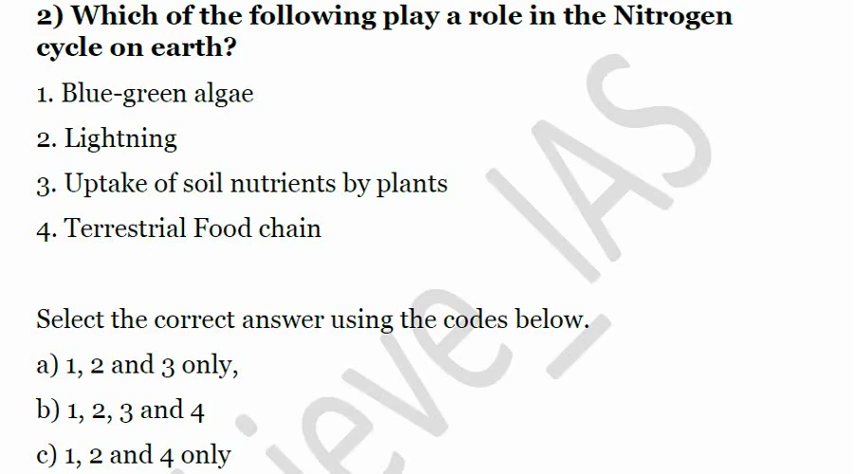 2) Which of the following play a role in the Nitrogen
cycle on earth?
1. Blue-green algae
2. Lightning
3. Uptake of soil nutrients by plants
4. Terrestrial Food chain
Select the correct answer using the codes below.
a) 1, 2 and 3 only,
b) 1, 2, 3 and 4
c) 1, 2 and 4 only
ieve_IAS